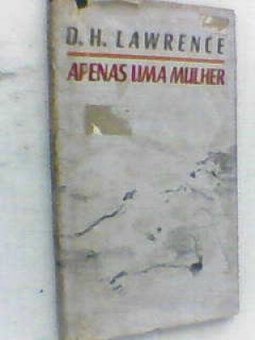 D. H. LAWRENCE
APENAS UMA MULHER